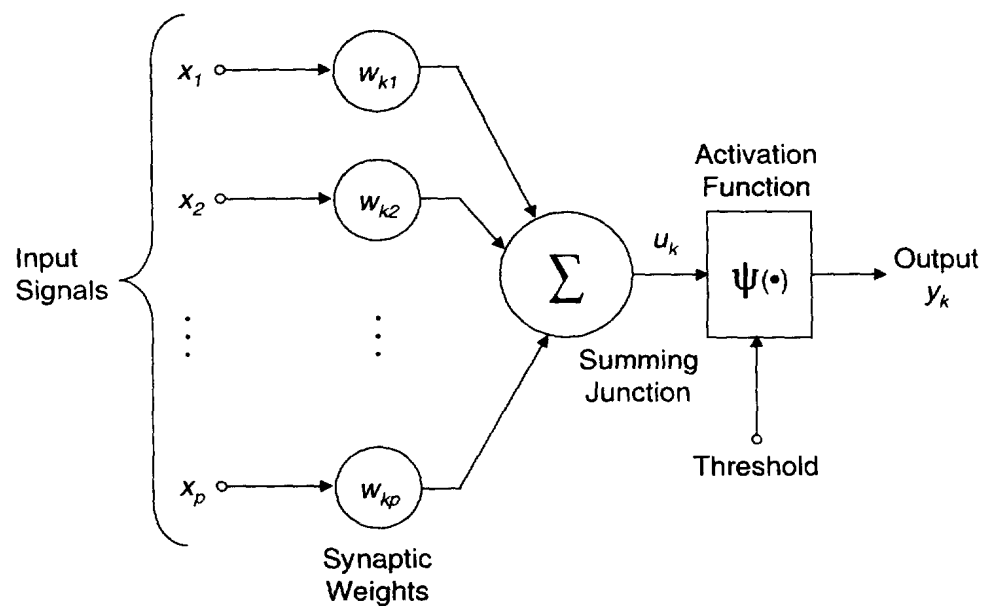 x1
wk1
x2
wk2
Input
Signals
xp
wkp
Synaptic
Weights
Σ
Summing
Junction
uk
Activation
Function
ψ(•)
Threshold
Output
yk